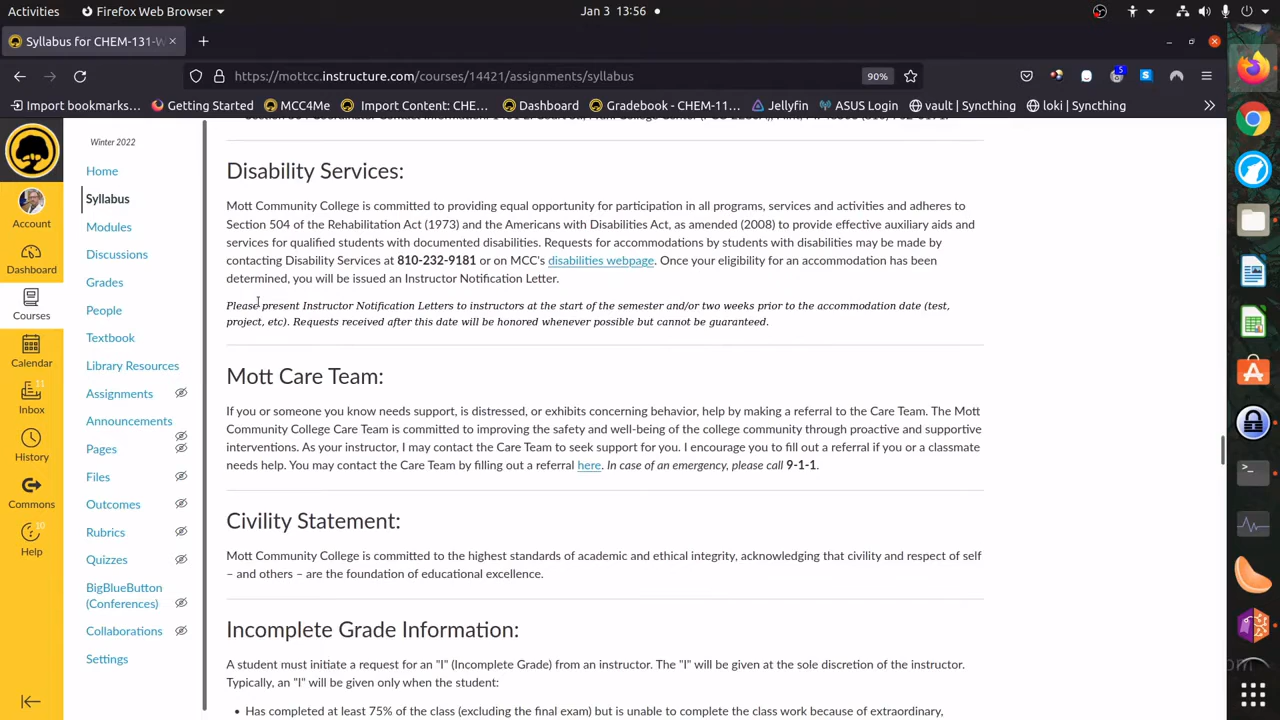 Activities
Firefox Web Browser
Jan 3 13:56
Syllabus for CHEM-131-W
https://mottcc.instructure.com/courses/14421/assignments/syllabus
90%
5
Import bookmarks...
Getting Started
MCC4Me
Import Content: CHE...
Dashboard
Gradebook - CHEM-11...
Jellyfin
ASUS Login
vault | Syncthing
loki | Syncthing
Account
Dashboard
Courses
Calendar
11
Inbox
History
Commons
10
Help
Winter 2022
Home
Syllabus
Modules
Discussions
Grades
People
Textbook
Library Resources
Assignments
Announcements
Pages
Files
Outcomes
Rubrics
Quizzes
BigBlueButton
(Conferences)
Collaborations
Settings
Disability Services:
Mott Community College is committed to providing equal opportunity for participation in all programs, services and activities and adheres to
Section 504 of the Rehabilitation Act (1973) and the Americans with Disabilities Act, as amended (2008) to provide effective auxiliary aids and
services for qualified students with documented disabilities. Requests for accommodations by students with disabilities may be made by
contacting Disability Services at 810-232-9181 or on MCC's disabilities webpage. Once your eligibility for an accommodation has been
determined, you will be issued an Instructor Notification Letter.
Please present Instructor Notification Letters to instructors at the start of the semester and/or two weeks prior to the accommodation date (test,
project, etc). Requests received after this date will be honored whenever possible but cannot be guaranteed.
Mott Care Team:
If you or someone you know needs support, is distressed, or exhibits concerning behavior, help by making a referral to the Care Team. The Mott
Community College Care Team is committed to improving the safety and well-being of the college community through proactive and supportive
interventions. As your instructor, I may contact the Care Team to seek support for you. I encourage you to fill out a referral if you or a classmate
needs help. You may contact the Care Team by filling out a referral here. In case of an emergency, please call 9-1-1.
Civility Statement:
Mott Community College is committed to the highest standards of academic and ethical integrity, acknowledging that civility and respect of self
– and others – are the foundation of educational excellence.
Incomplete Grade Information:
A student must initiate a request for an "I" (Incomplete Grade) from an instructor. The "I" will be given at the sole discretion of the instructor.
Typically, an "I" will be given only when the student:
• Has completed at least 75% of the class (excluding the final exam) but is unable to complete the class work because of extraordinary,